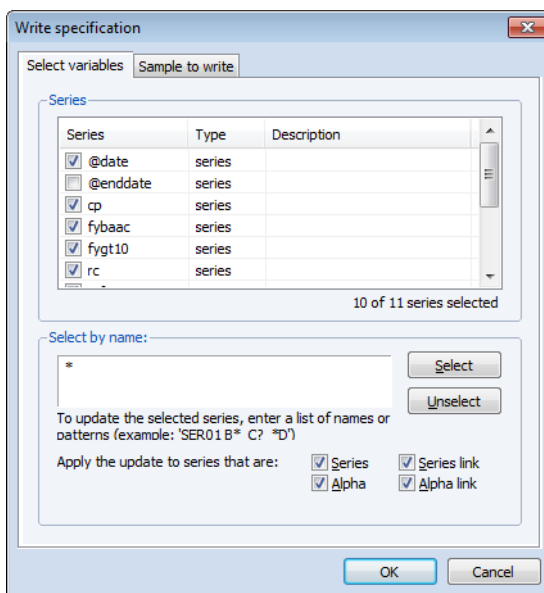 Write specification
Select variables Sample to write
Series
Series Type Description
@date series
@enddate series
cp series
fybaac series
fygt10 series
rc series
10 of 11 series selected
Select by name:
*
Select
Unselect
To update the selected series, enter a list of names or
patterns (example: 'SER01 B* C? *D')
Apply the update to series that are: Series Series link
Alpha Alpha link
OK Cancel